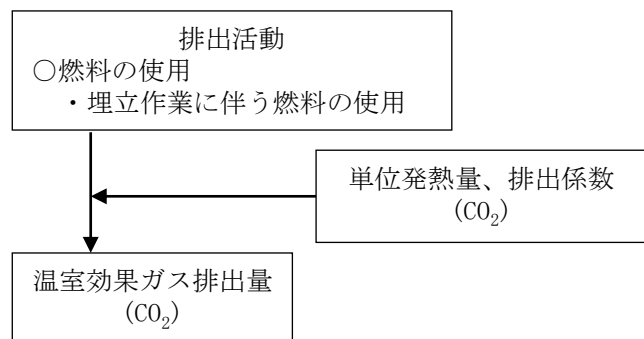 排出活動
○燃料の使用
・埋立作業に伴う燃料の使用
単位発熱量、排出係数
(CO₂)
温室効果ガス排出量
(CO₂)